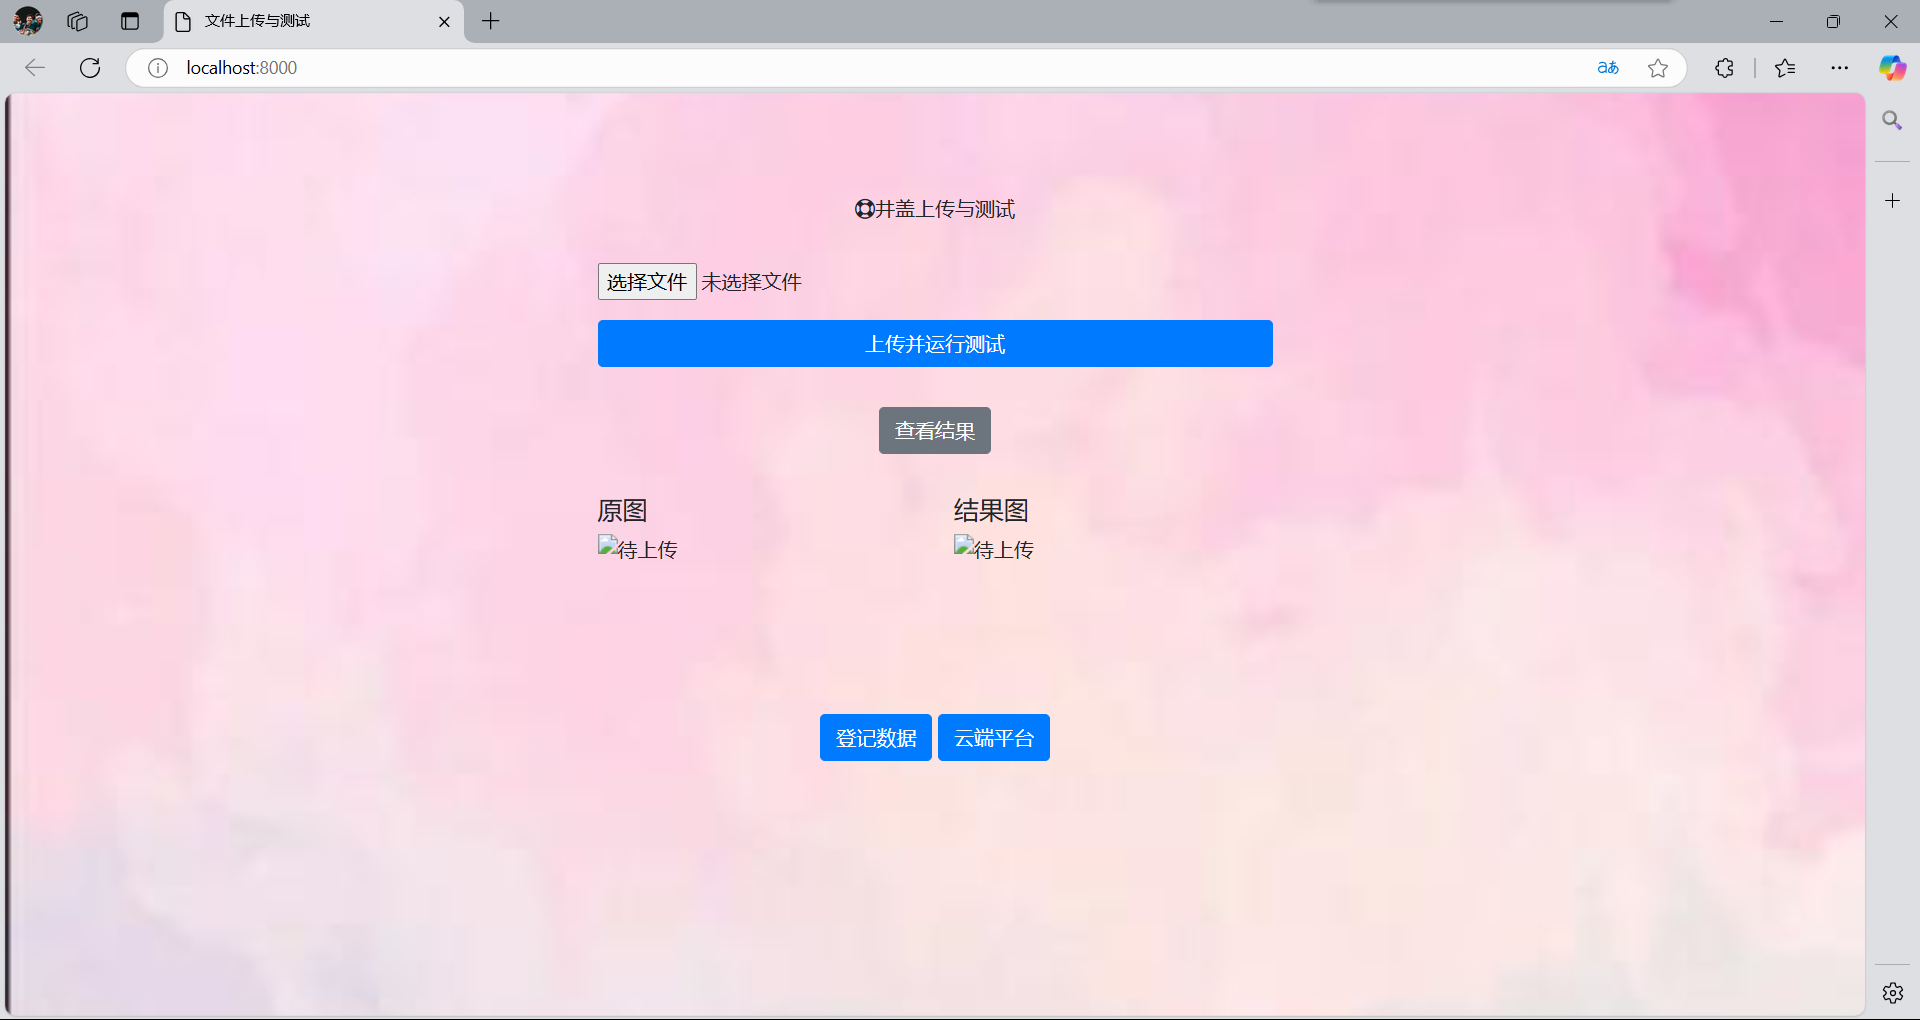 文件上传与测试
localhost:8000
aあ
井盖上传与测试
选择文件 未选择文件
上传并运行测试
查看结果
原图 结果图
待上传 待上传
登记数据 云端平台